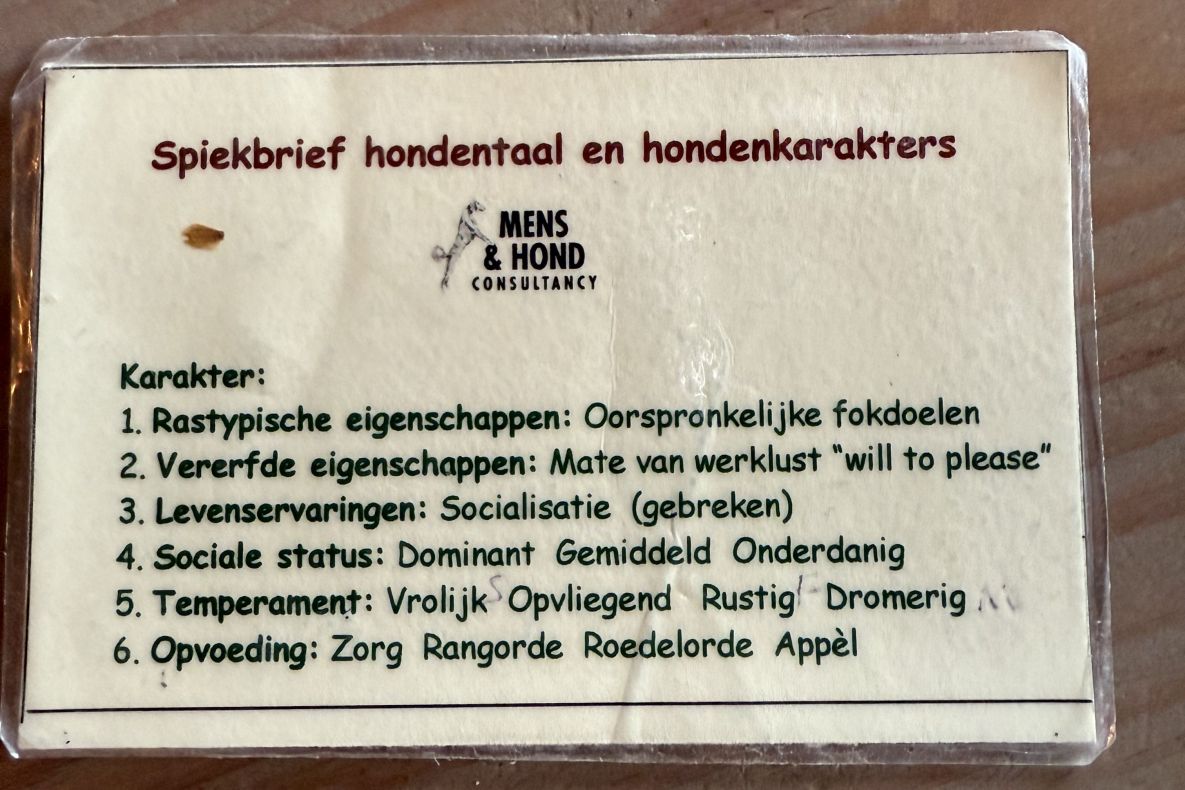 Spiekbrief hondentaal en hondenkarakters
MENS
& HOND
CONSULTANCY
Karakter:
1. Rastypische eigenschappen: Oorspronkelijke fokdoelen
2. Vererfde eigenschappen: Mate van werklust “will to please”
3. Levenservaringen: Socialisatie (gebreken)
4. Sociale status: Dominant Gemiddeld Onderdanig
5. Temperament: Vrolijk S Opvliegend Rustig Dromerig
6. Opvoeding: Zorg Rangorde Roedelorde Appèl